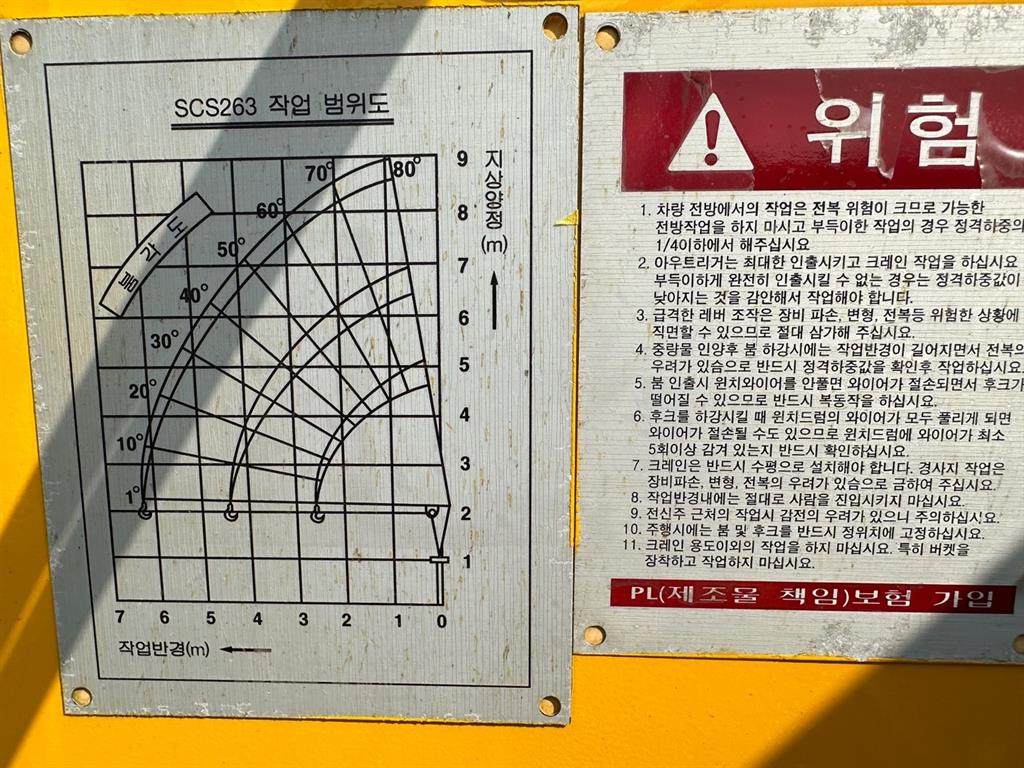 SCS263 작업 범위도
붐각도
80°
70°
60°
50°
40°
30°
20°
10°
1°
9
8
7
6
5
4
3
2
1
지상양정
(m)
7 6 5 4 3 2 1 0
작업반경(m)
위험
1. 차량 전방에서의 작업은 전복 위험이 크므로 가능한
전방작업을 하지 마시고 부득이한 작업의 경우 정격하중의
1/4이하에서 해주십시요
2. 아우트리거는 최대한 인출시키고 크레인 작업을 하십시요
부득이하게 완전히 인출시킬 수 없는 경우는 정격하중값이
낮아지는 것을 감안해서 작업해야 합니다.
3. 급격한 레버 조작은 장비 파손, 변형, 전복등 위험한 상황에
직면할 수 있으므로 절대 삼가해 주십시요.
4. 중량물 인양후 붐 하강시에는 작업반경이 길어지면서 전복의
우려가 있슴으로 반드시 정격하중값을 확인후 작업하십시요.
5. 붐 인출시 윈치와이어를 안풀면 와이어가 절손되면서 후크가
떨어질 수 있으므로 반드시 복동작을 하십시요.
6. 후크를 하강시킬 때 윈치드럼의 와이어가 모두 풀리게 되면
와이어가 절손될 수도 있으므로 윈치드럼에 와이어가 최소
5회이상 감겨 있는지 반드시 확인하십시요.
7. 크레인은 반드시 수평으로 설치해야 합니다. 경사지 작업은
장비파손, 변형, 전복의 우려가 있슴으로 금하여 주십시요.
8. 작업반경내에는 절대로 사람을 진입시키지 마십시요.
9. 전신주 근처의 작업시 감전의 우려가 있으니 주의하십시요.
10. 주행시에는 붐 및 후크를 반드시 정위치에 고정하십시요.
11. 크레인 용도이외의 작업을 하지 마십시요. 특히 버켓을
장착하고 작업하지 마십시요.
PL(제조물 책임)보험 가입